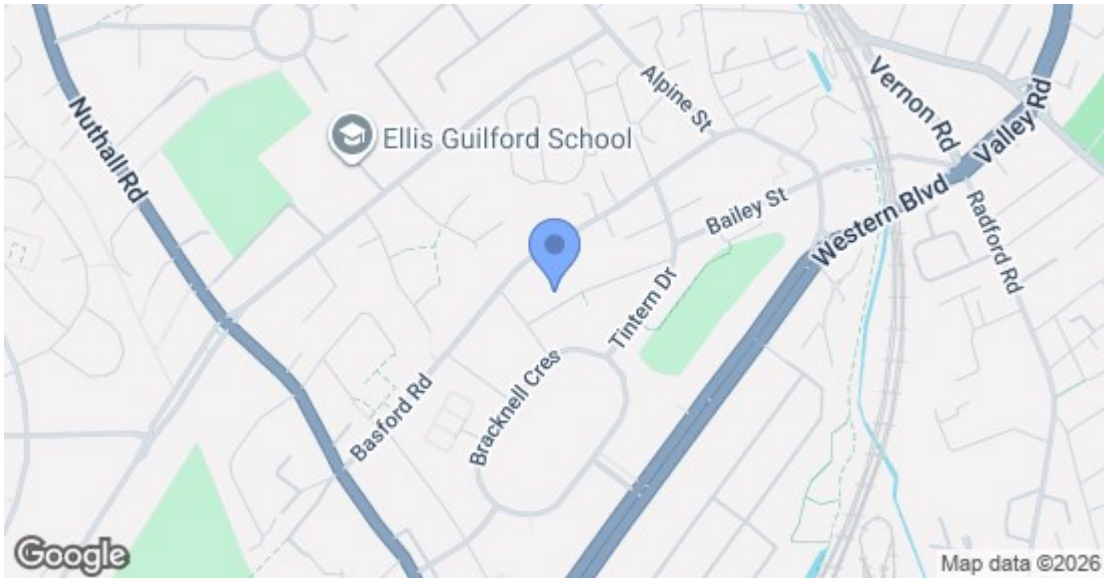 Nuthall Rd
Ellis Guilford School
Alpine St
Vernon Rd
Valley Rd
Bailey St
Western Blvd
Radford Rd
Tintern Dr
Bracknell Cres
Basford Rd
Google
Map data ©2026